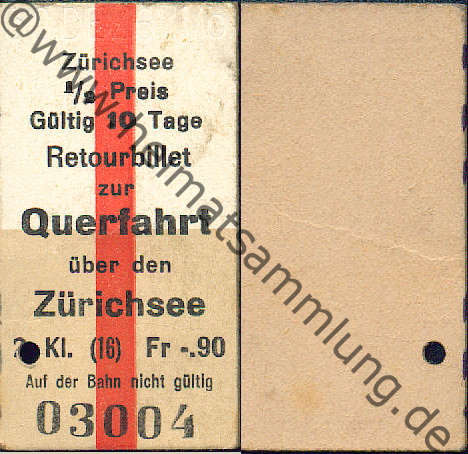 Zürichsee
1/2 Preis
Gültig 10 Tage
Retourbillet
zur
Querfahrt
über den
Zürichsee
Kl. (16) Fr -.90
Auf der Bahn nicht gültig
03004
@www.heimatsammlung.de